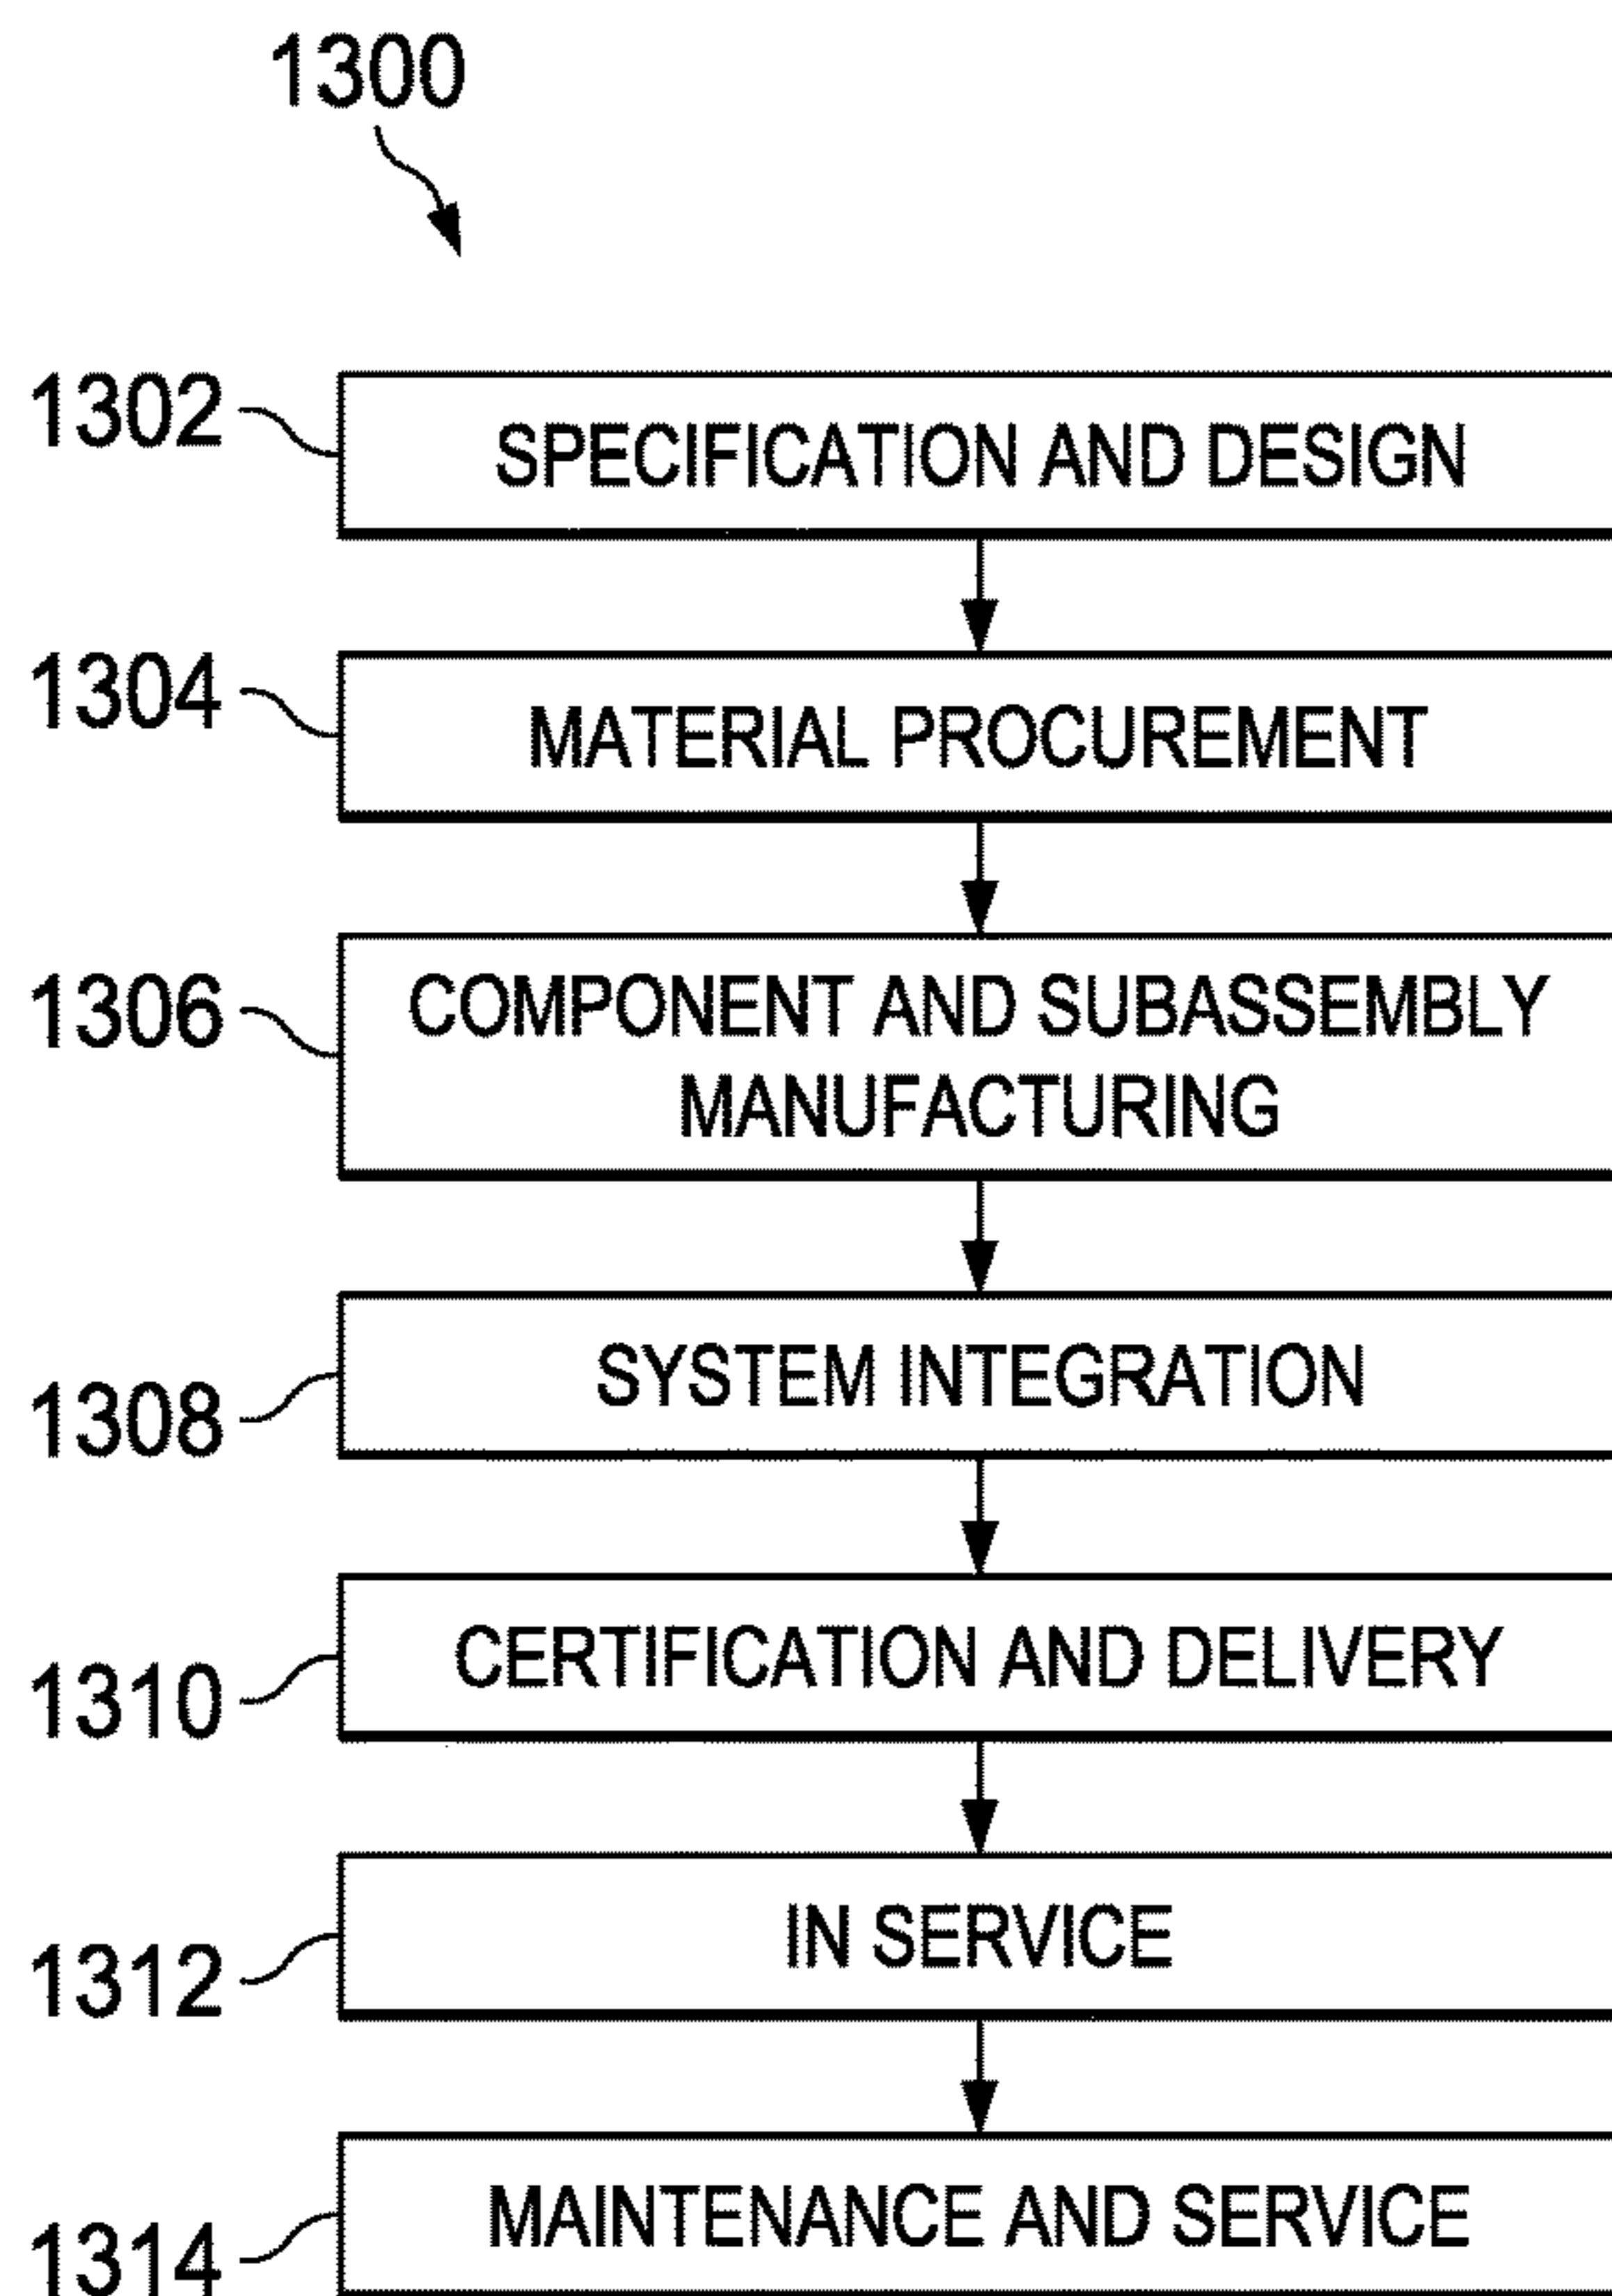 1300
1302
SPECIFICATION AND DESIGN
1304
MATERIAL PROCUREMENT
1306
COMPONENT AND SUBASSEMBLY
MANUFACTURING
1308
SYSTEM INTEGRATION
1310
CERTIFICATION AND DELIVERY
1312
IN SERVICE
1314
MAINTENANCE AND SERVICE